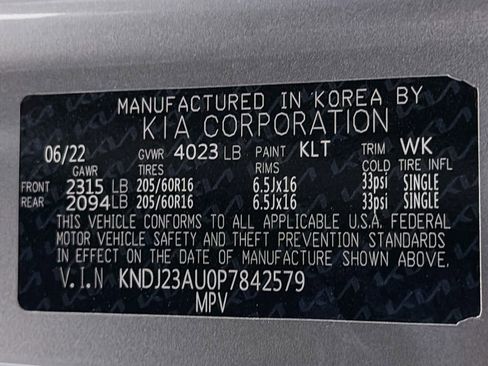 MANUFACTURED IN KOREA BY
KIA CORPORATION
06/22 GVWR 4023 LB PAINT KLT TRIM WK
GAWR TIRES RIMS COLD TIRE INFL
FRONT 2315 LB 205/60R16 6.5Jx16 33psi SINGLE
REAR 2094 LB 205/60R16 6.5Jx16 33psi SINGLE
THIS VEHICLE CONFORMS TO ALL APPLICABLE U.S.A. FEDERAL
MOTOR VEHICLE SAFETY AND THEFT PREVENTION STANDARDS
IN EFFECT ON THE DATE OF MANUFACTURE SHOWN ABOVE.
V.I.N KNDJ23AU0P7842579
MPV